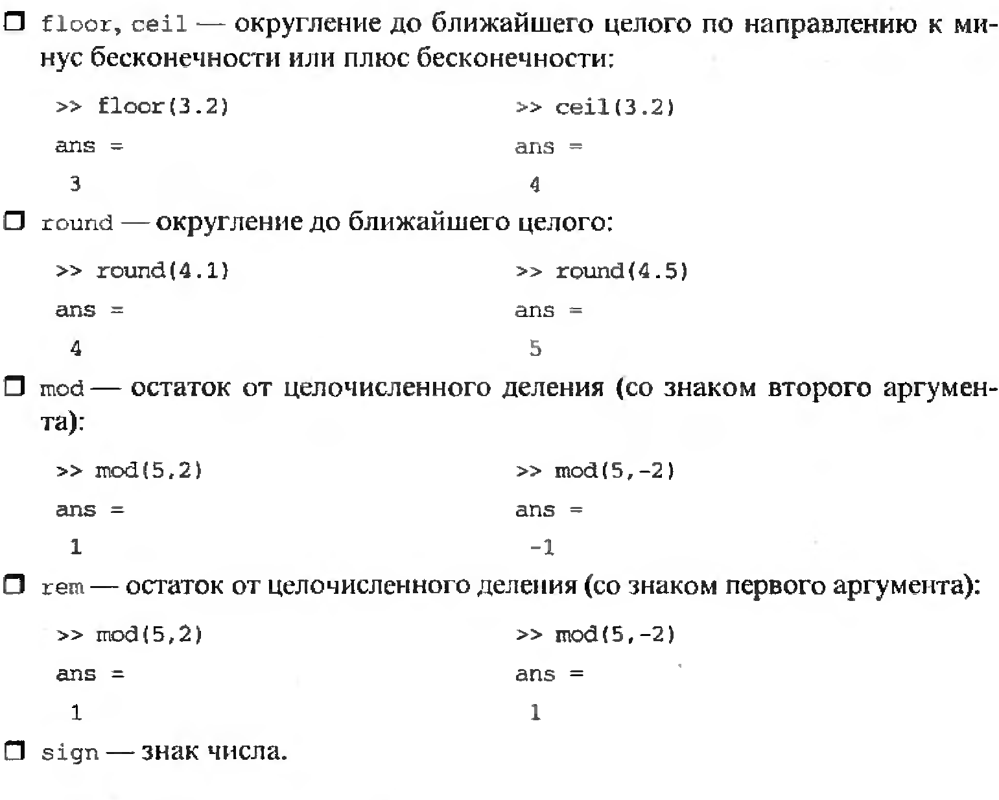 floor, ceil — округление до ближайшего целого по направлению к ми-
нус бесконечности или плюс бесконечности:
>> floor(3.2) >> ceil(3.2)
ans = ans =
3 4
round — округление до ближайшего целого:
>> round(4.1) >> round(4.5)
ans = ans =
4 5
mod — остаток от целочисленного деления (со знаком второго аргумен-
та):
>> mod(5,2) >> mod(5,-2)
ans = ans =
1 -1
rem — остаток от целочисленного деления (со знаком первого аргумента):
>> mod(5,2) >> mod(5,-2)
ans = ans =
1 1
sign — знак числа.